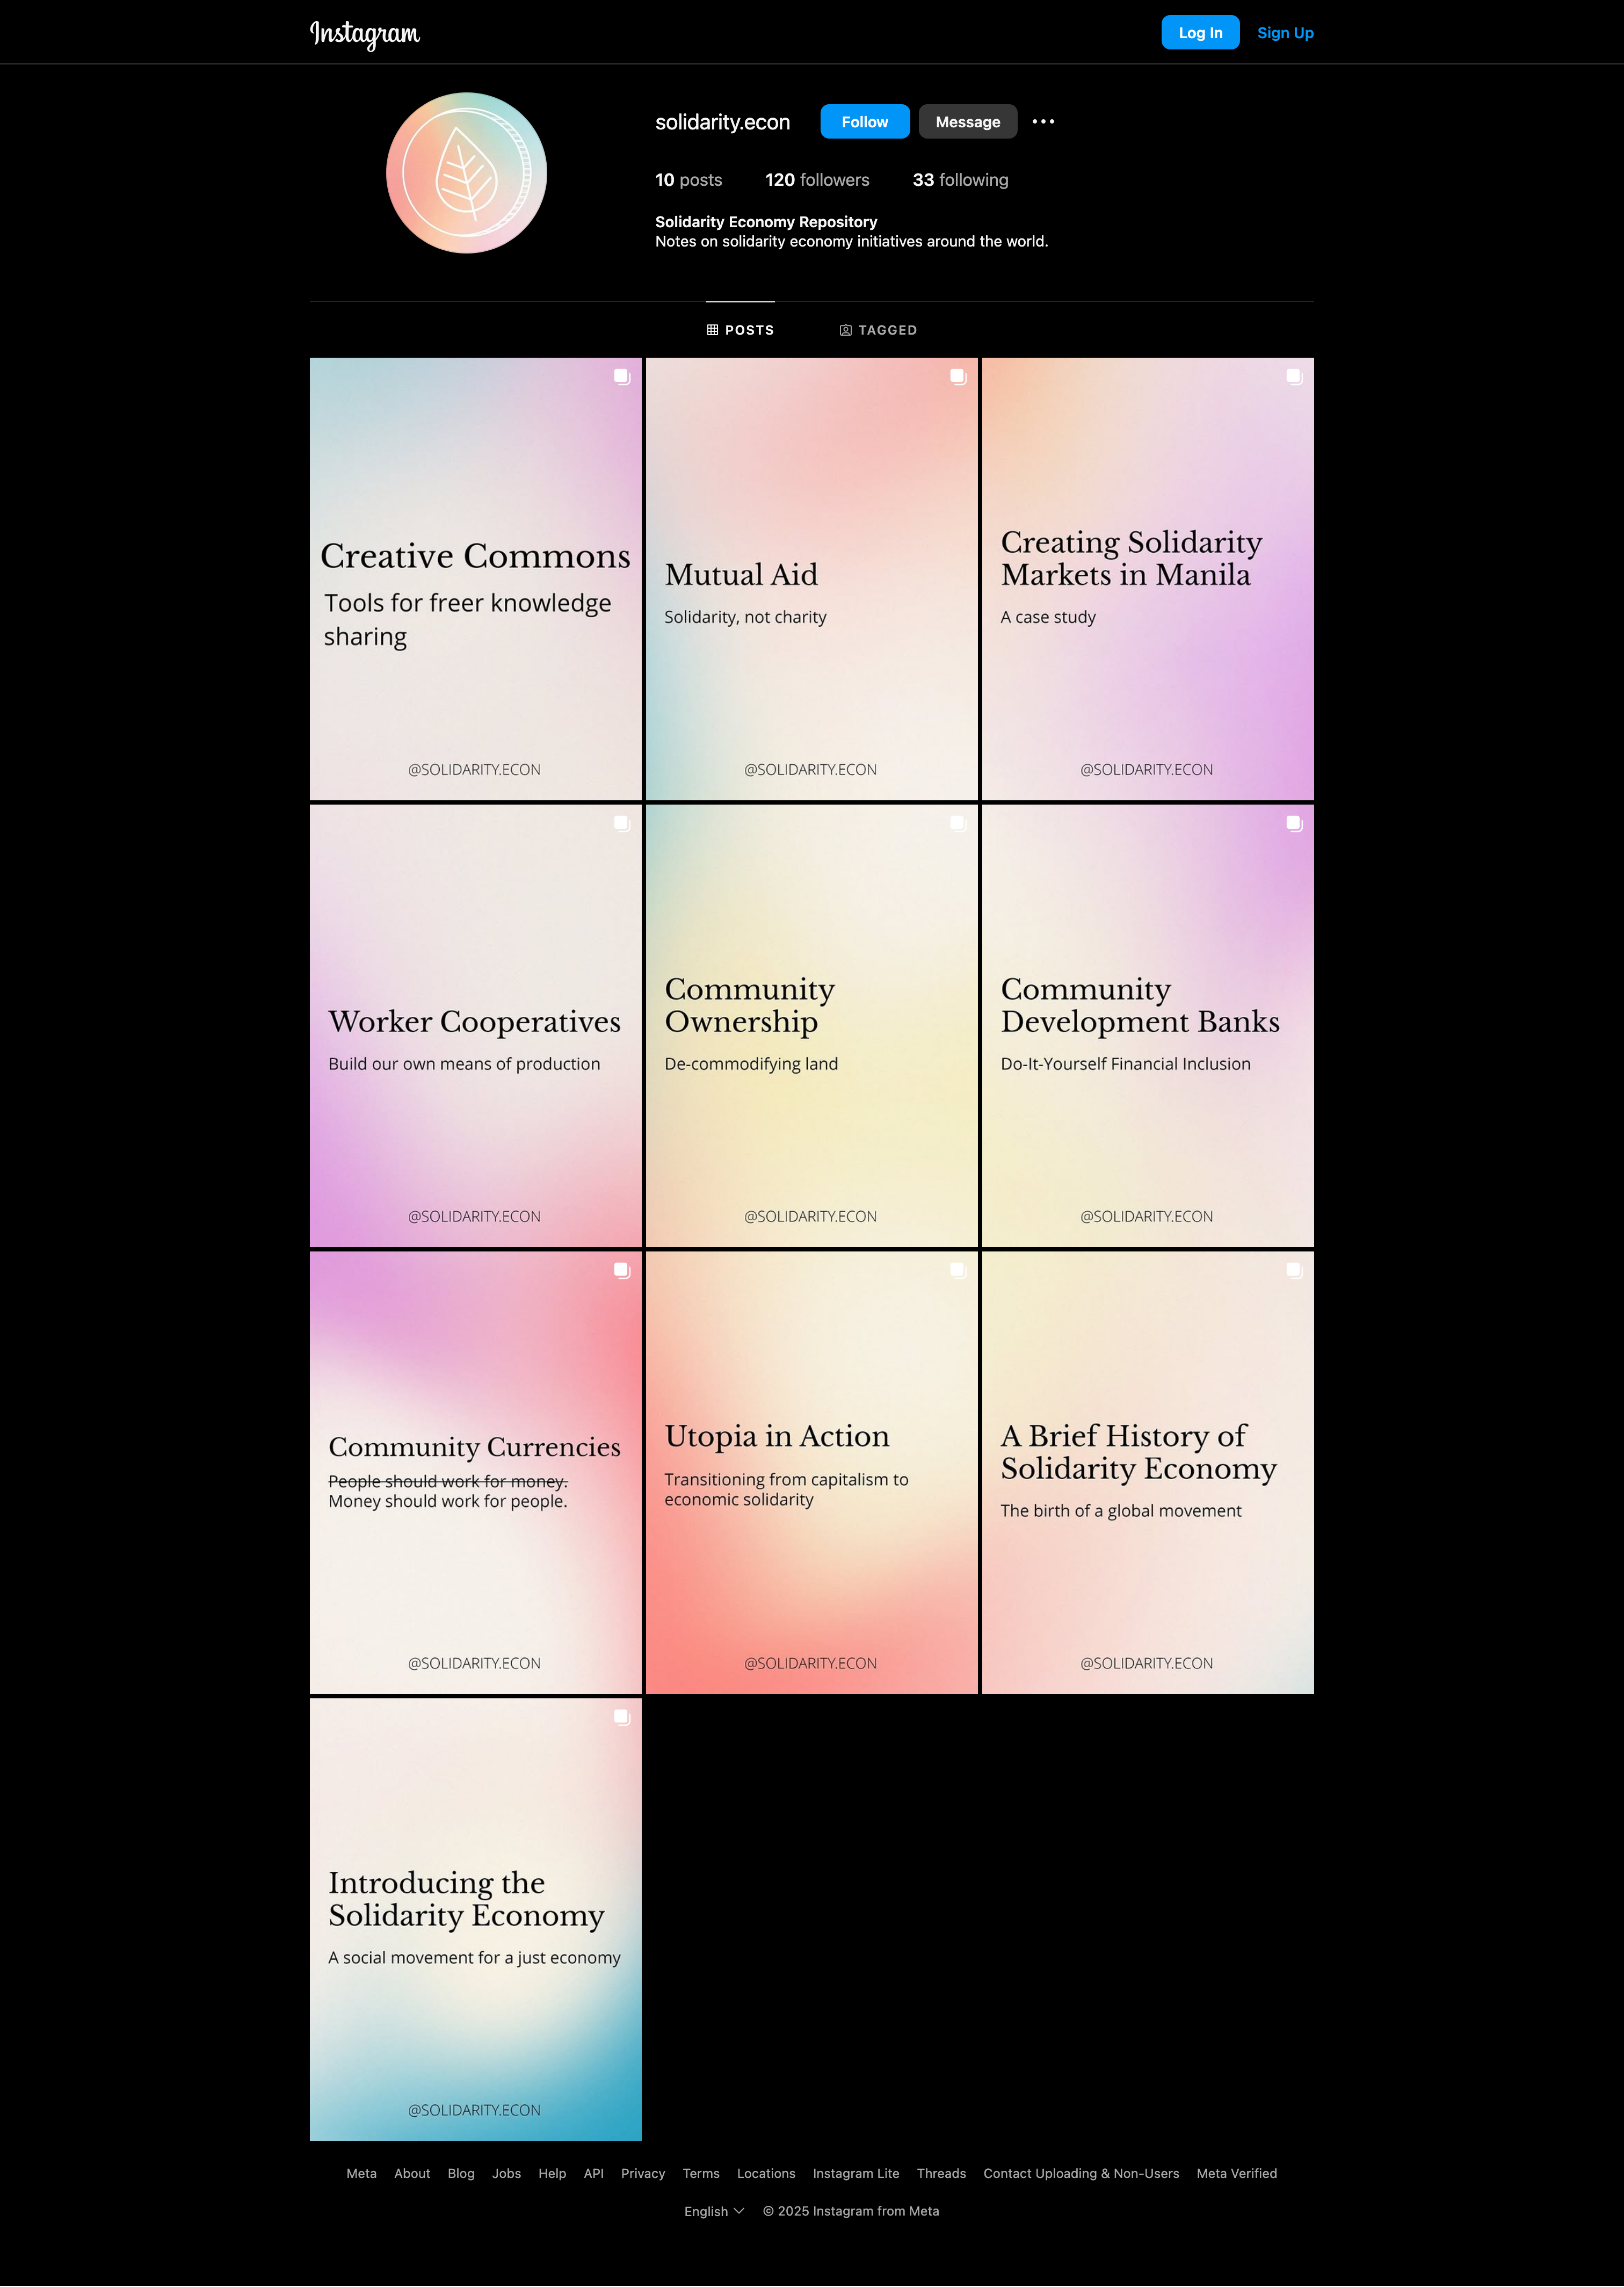 Instagram
Log In
Sign Up
solidarity.econ
Follow
Message
10 posts
120 followers
33 following
Solidarity Economy Repository
Notes on solidarity economy initiatives around the world.
POSTS
TAGGED
Creative Commons
Tools for freer knowledge
sharing
@SOLIDARITY.ECON
Mutual Aid
Solidarity, not charity
@SOLIDARITY.ECON
Creating Solidarity
Markets in Manila
A case study
@SOLIDARITY.ECON
Worker Cooperatives
Build our own means of production
@SOLIDARITY.ECON
Community
Ownership
De-commodifying land
@SOLIDARITY.ECON
Community
Development Banks
Do-It-Yourself Financial Inclusion
@SOLIDARITY.ECON
Community Currencies
People should work for money.
Money should work for people.
@SOLIDARITY.ECON
Utopia in Action
Transitioning from capitalism to
economic solidarity
@SOLIDARITY.ECON
A Brief History of
Solidarity Economy
The birth of a global movement
@SOLIDARITY.ECON
Introducing the
Solidarity Economy
A social movement for a just economy
@SOLIDARITY.ECON
Meta About Blog Jobs Help API Privacy Terms Locations Instagram Lite Threads Contact Uploading & Non-Users Meta Verified
English © 2025 Instagram from Meta